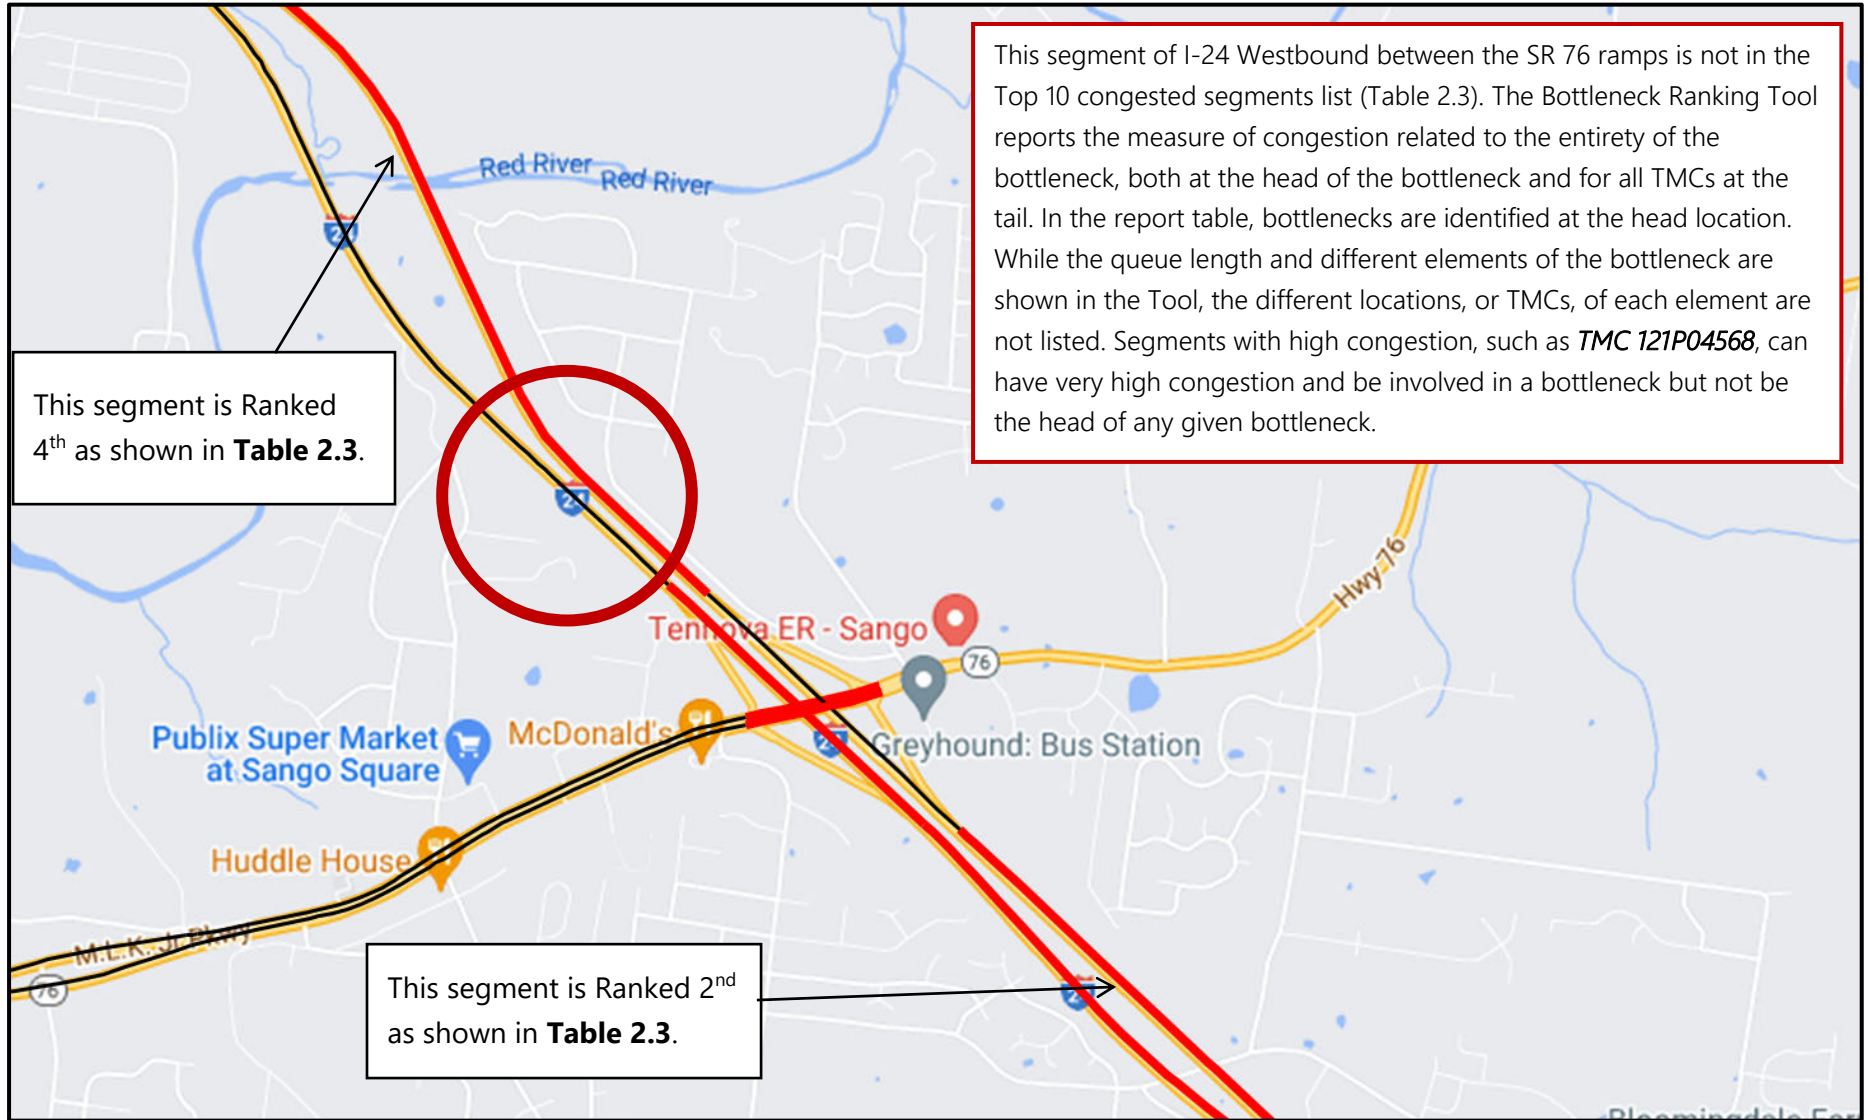 This segment of I-24 Westbound between the SR 76 ramps is not in the
Top 10 congested segments list (Table 2.3). The Bottleneck Ranking Tool
reports the measure of congestion related to the entirety of the
bottleneck, both at the head of the bottleneck and for all TMCs at the
tail. In the report table, bottlenecks are identified at the head location.
While the queue length and different elements of the bottleneck are
shown in the Tool, the different locations, or TMCs, of each element are
not listed. Segments with high congestion, such as TMC 121P04568, can
have very high congestion and be involved in a bottleneck but not be
the head of any given bottleneck.
Red River
Red River
24
This segment is Ranked
4th as shown in Table 2.3.
24
Hwy 76
Tennova ER - Sango
76
McDonald's
Publix Super Market
at Sango Square
24
Greyhound: Bus Station
Huddle House
M.L.K. Jr Pkwy
76
This segment is Ranked 2nd
as shown in Table 2.3.
24